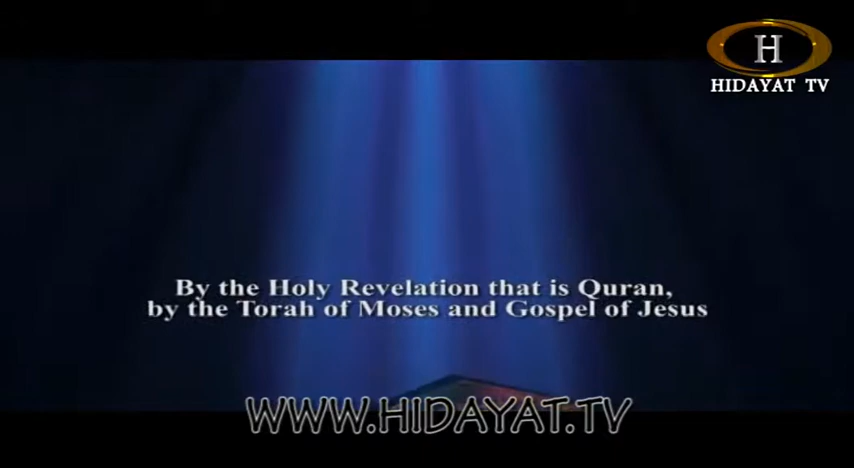 H
HIDAYAT TV
By the Holy Revelation that is Quran,
by the Torah of Moses and Gospel of Jesus
WWW.HIDAYAT.TV